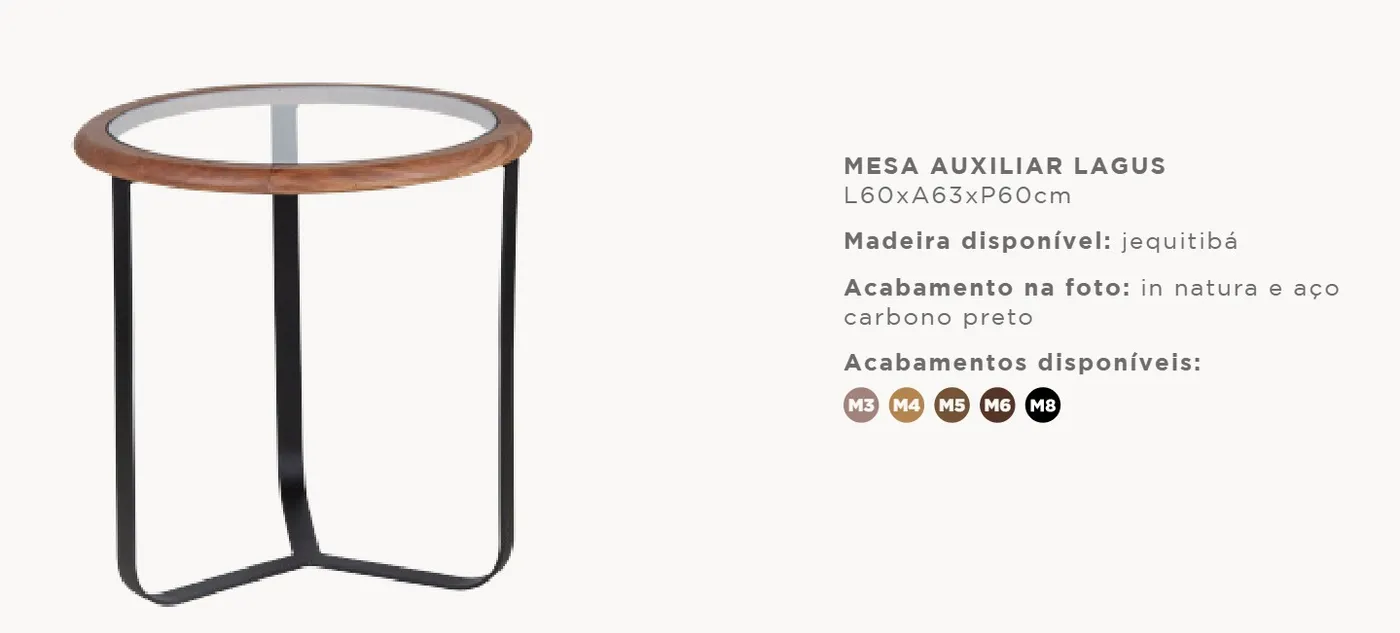 MESA AUXILIAR LAGUS
L60xA63xP60cm
Madeira disponível: jequitibá
Acabamento na foto: in natura e aço
carbono preto
Acabamentos disponíveis:
M3 M4 M5 M6 M8